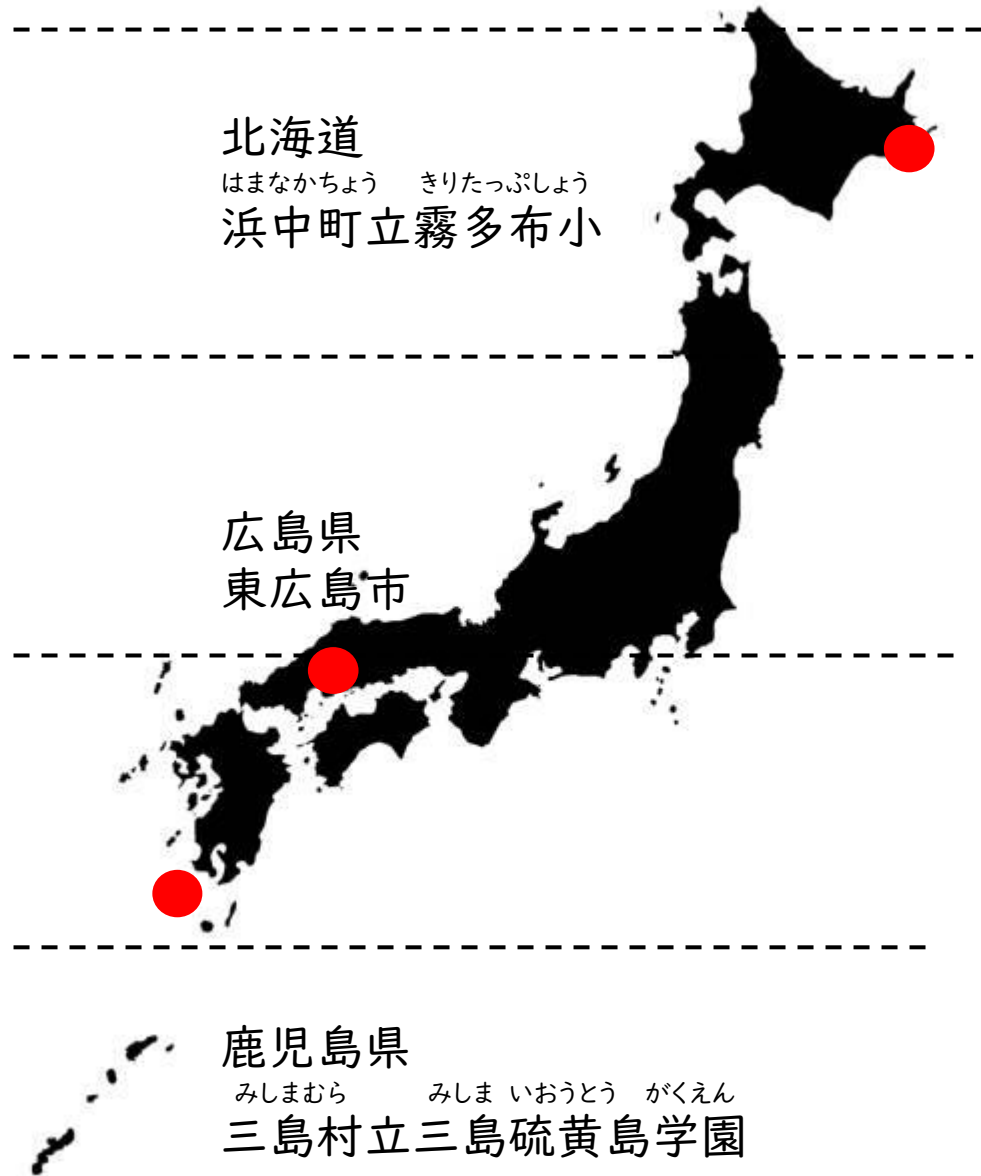 北海道
はまなかちょう きりたっぷしょう
浜中町立霧多布小
広島県
東広島市
鹿児島県
みしまむら みしま いおうとう がくえん
三島村立三島硫黄島学園